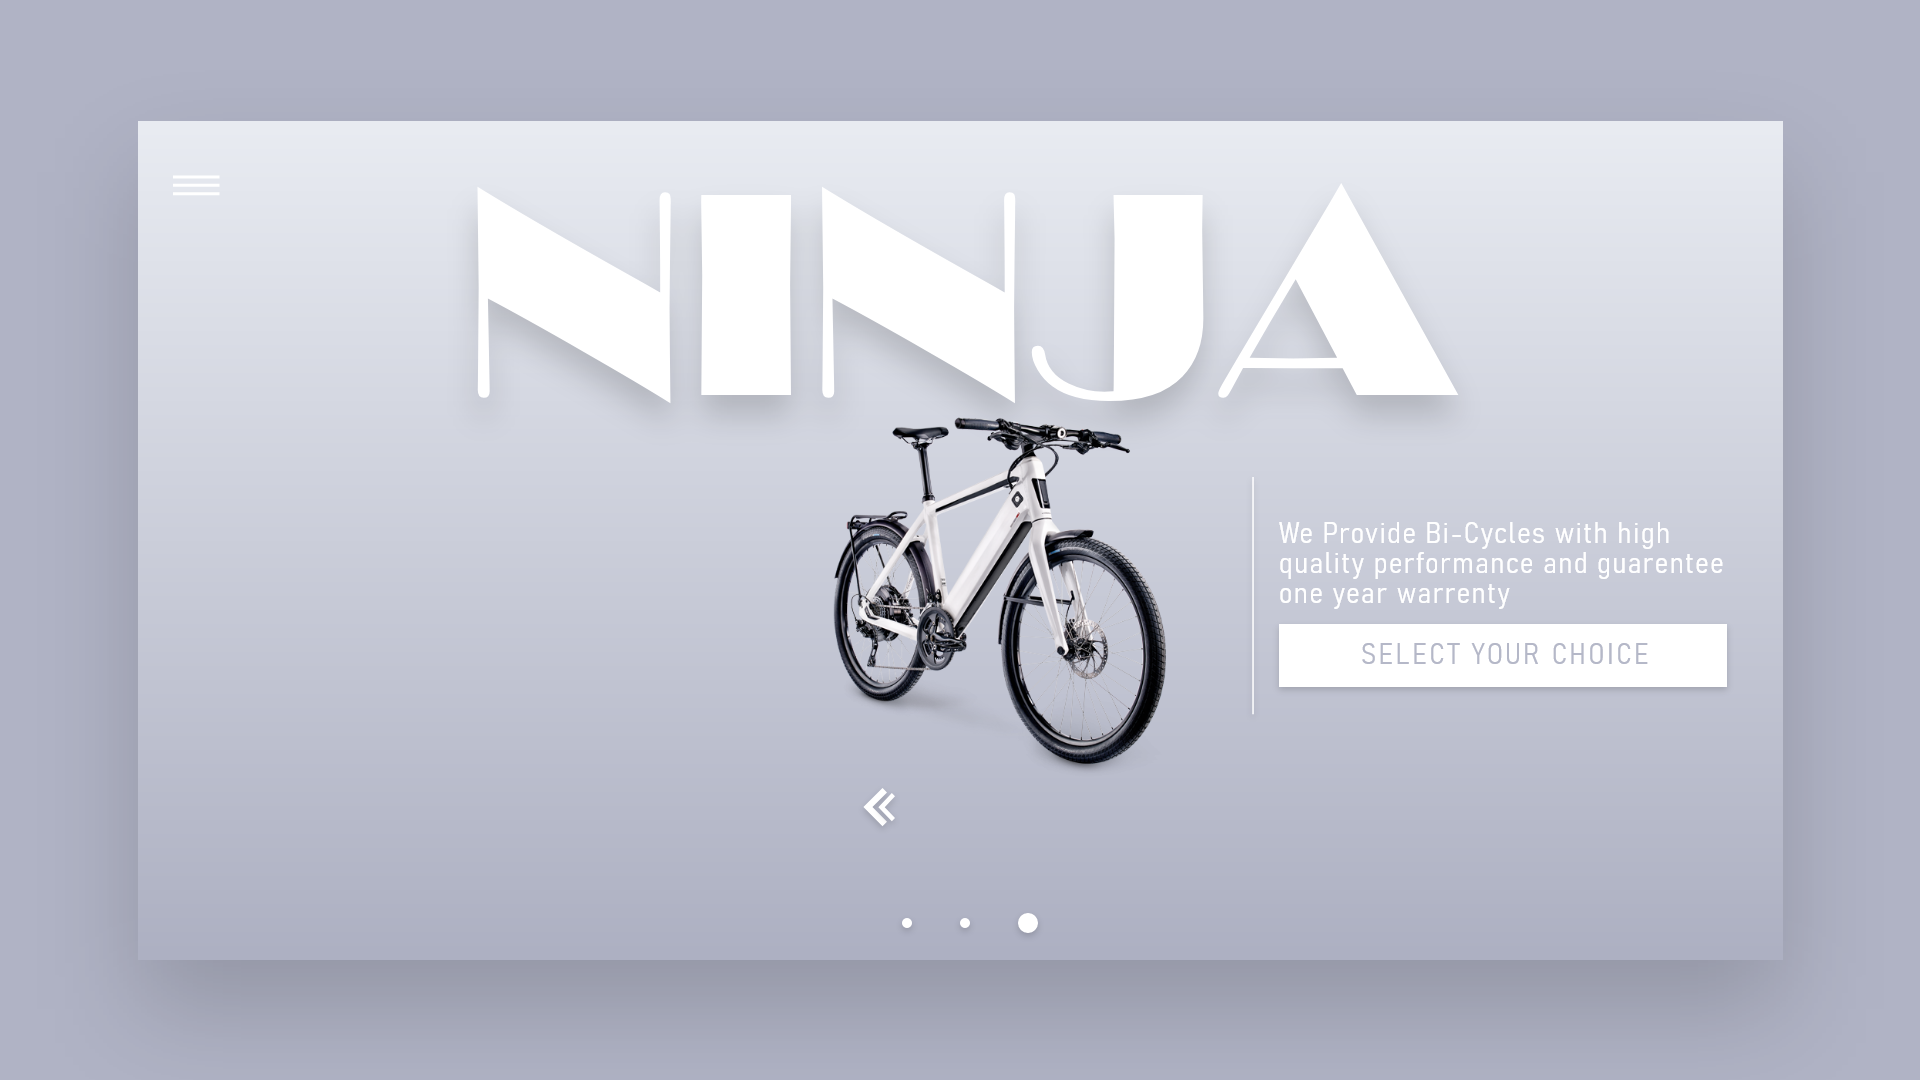 NINJA
We Provide Bi-Cycles with high
quality performance and guarentee
one year warrenty
SELECT YOUR CHOICE